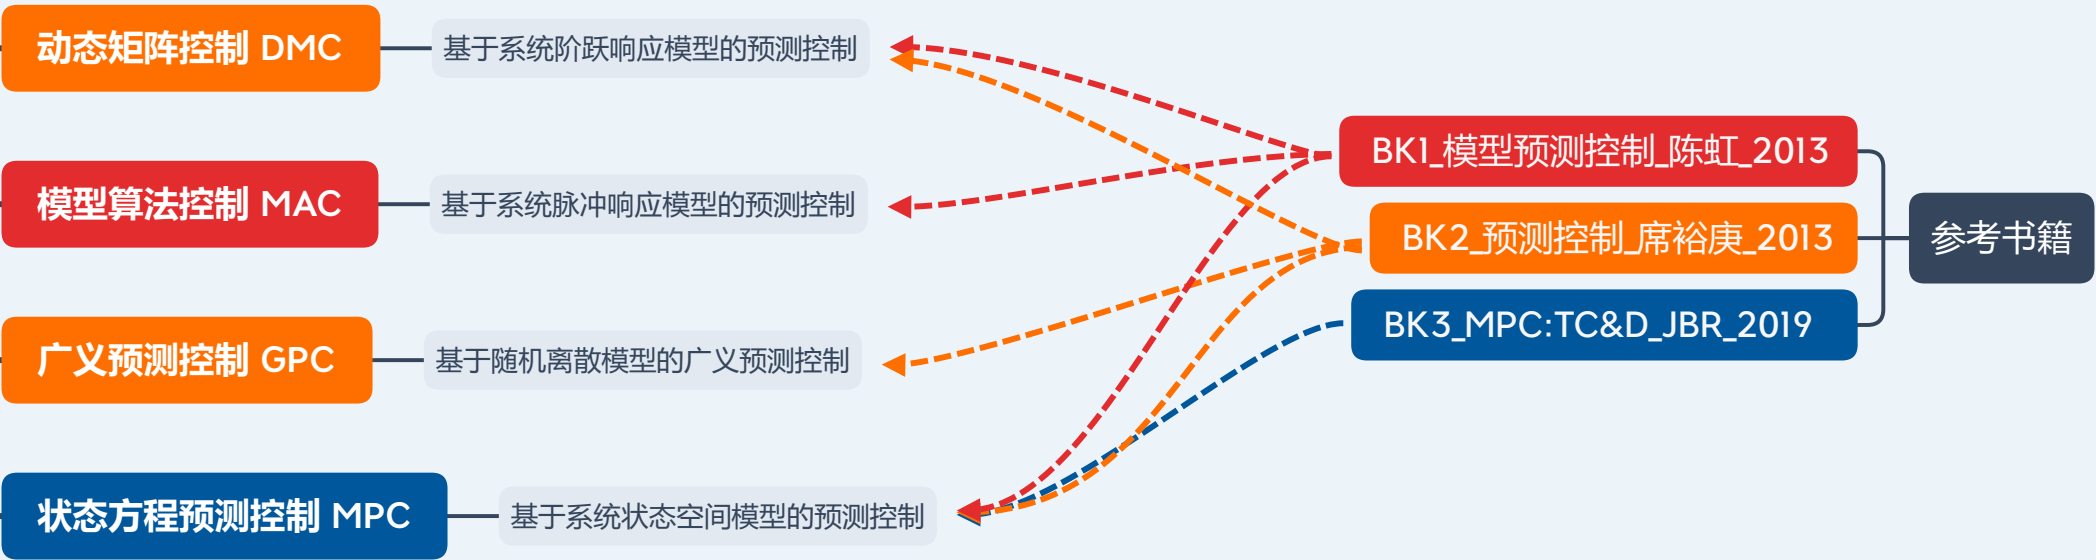 动态矩阵控制 DMC
基于系统阶跃响应模型的预测控制
模型算法控制 MAC
基于系统脉冲响应模型的预测控制
广义预测控制 GPC
基于随机离散模型的广义预测控制
状态方程预测控制 MPC
基于系统状态空间模型的预测控制
BK1_模型预测控制_陈虹_2013
BK2_预测控制_席裕庚_2013
BK3_MPC:TC&D_JBR_2019
参考书籍